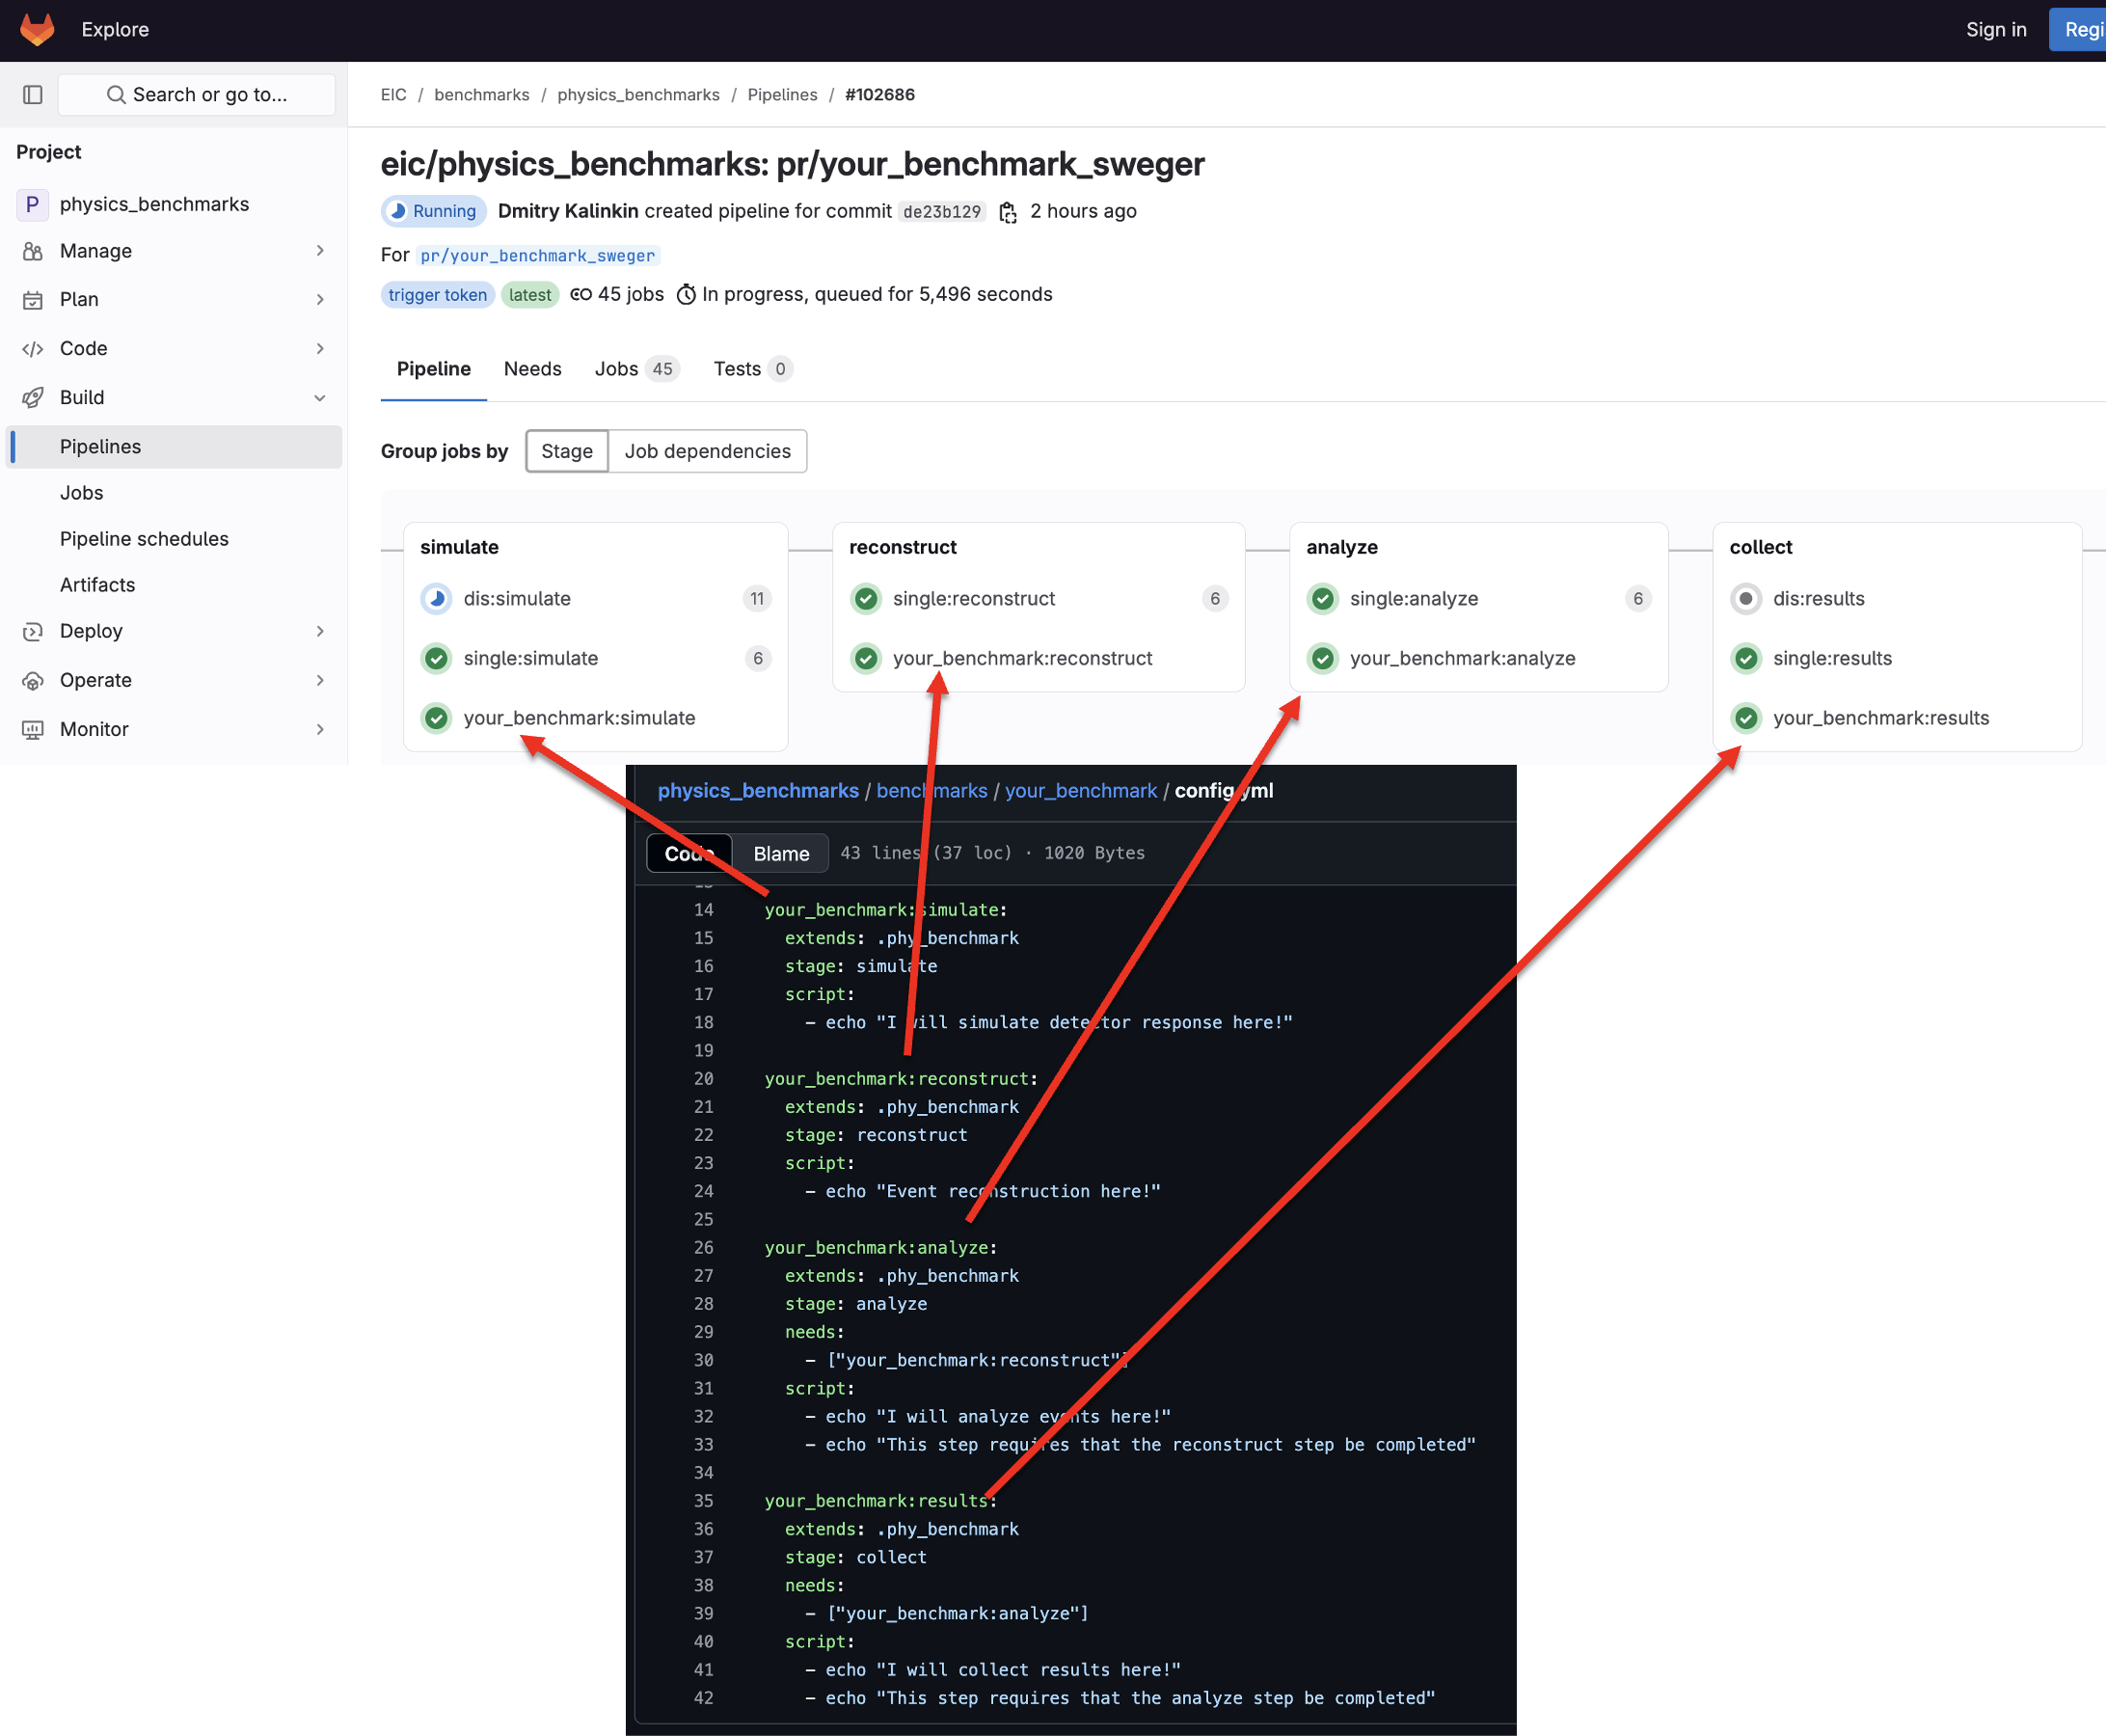 Explore
Sign in
Regi
Search or go to...
EIC / benchmarks / physics_benchmarks / Pipelines / #102686
Project
P physics_benchmarks
Manage
Plan
Code
Build
Pipelines
Jobs
Pipeline schedules
Artifacts
Deploy
Operate
Monitor
eic/physics_benchmarks: pr/your_benchmark_sweger
Running Dmitry Kalinkin created pipeline for commit de23b129 2 hours ago
For pr/your_benchmark_sweger
trigger token latest 45 jobs In progress, queued for 5,496 seconds
Pipeline Needs Jobs 45 Tests 0
Group jobs by Stage Job dependencies
simulate
dis:simulate 11
single:simulate 6
your_benchmark:simulate
reconstruct
single:reconstruct 6
your_benchmark:reconstruct
analyze
single:analyze 6
your_benchmark:analyze
collect
dis:results
single:results
your_benchmark:results
physics_benchmarks / benchmarks / your_benchmark / config.yml
Code Blame 43 lines (37 loc) · 1020 Bytes
14 your_benchmark:simulate:
15 extends: .phy_benchmark
16 stage: simulate
17 script:
18 - echo "I will simulate detector response here!"
19
20 your_benchmark:reconstruct:
21 extends: .phy_benchmark
22 stage: reconstruct
23 script:
24 - echo "Event reconstruction here!"
25
26 your_benchmark:analyze:
27 extends: .phy_benchmark
28 stage: analyze
29 needs:
30 - ["your_benchmark:reconstruct"]
31 script:
32 - echo "I will analyze events here!"
33 - echo "This step requires that the reconstruct step be completed"
34
35 your_benchmark:results:
36 extends: .phy_benchmark
37 stage: collect
38 needs:
39 - ["your_benchmark:analyze"]
40 script:
41 - echo "I will collect results here!"
42 - echo "This step requires that the analyze step be completed"